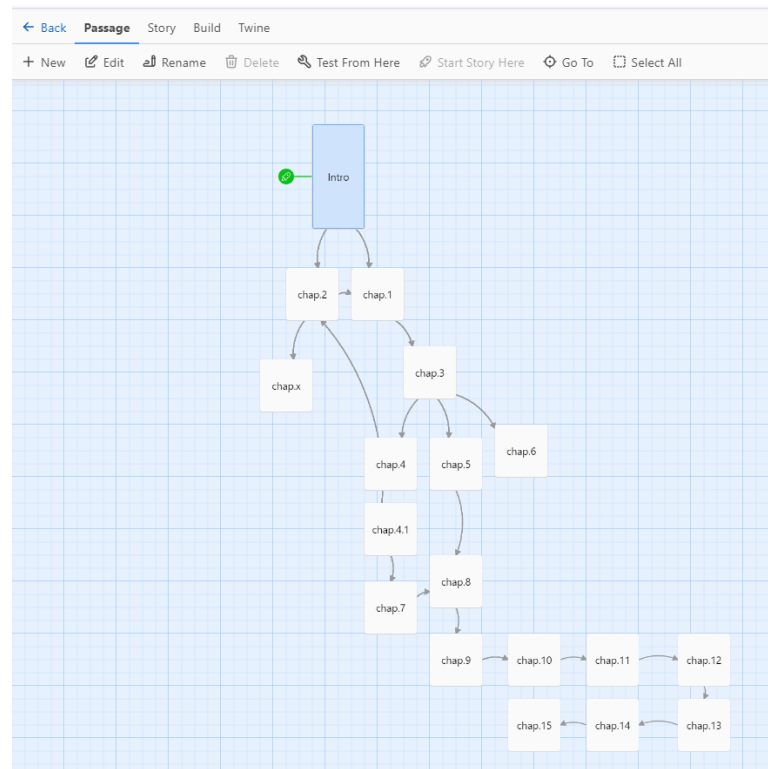 ← Back Passage Story Build Twine
+ New Edit Rename Delete Test From Here Start Story Here Go To Select All
Intro
chap.2 chap.1
chap.3
chap.x
chap.6
chap.4 chap.5
chap.4.1
chap.8
chap.7
chap.9 chap.10 chap.11 chap.12
chap.15 chap.14 chap.13